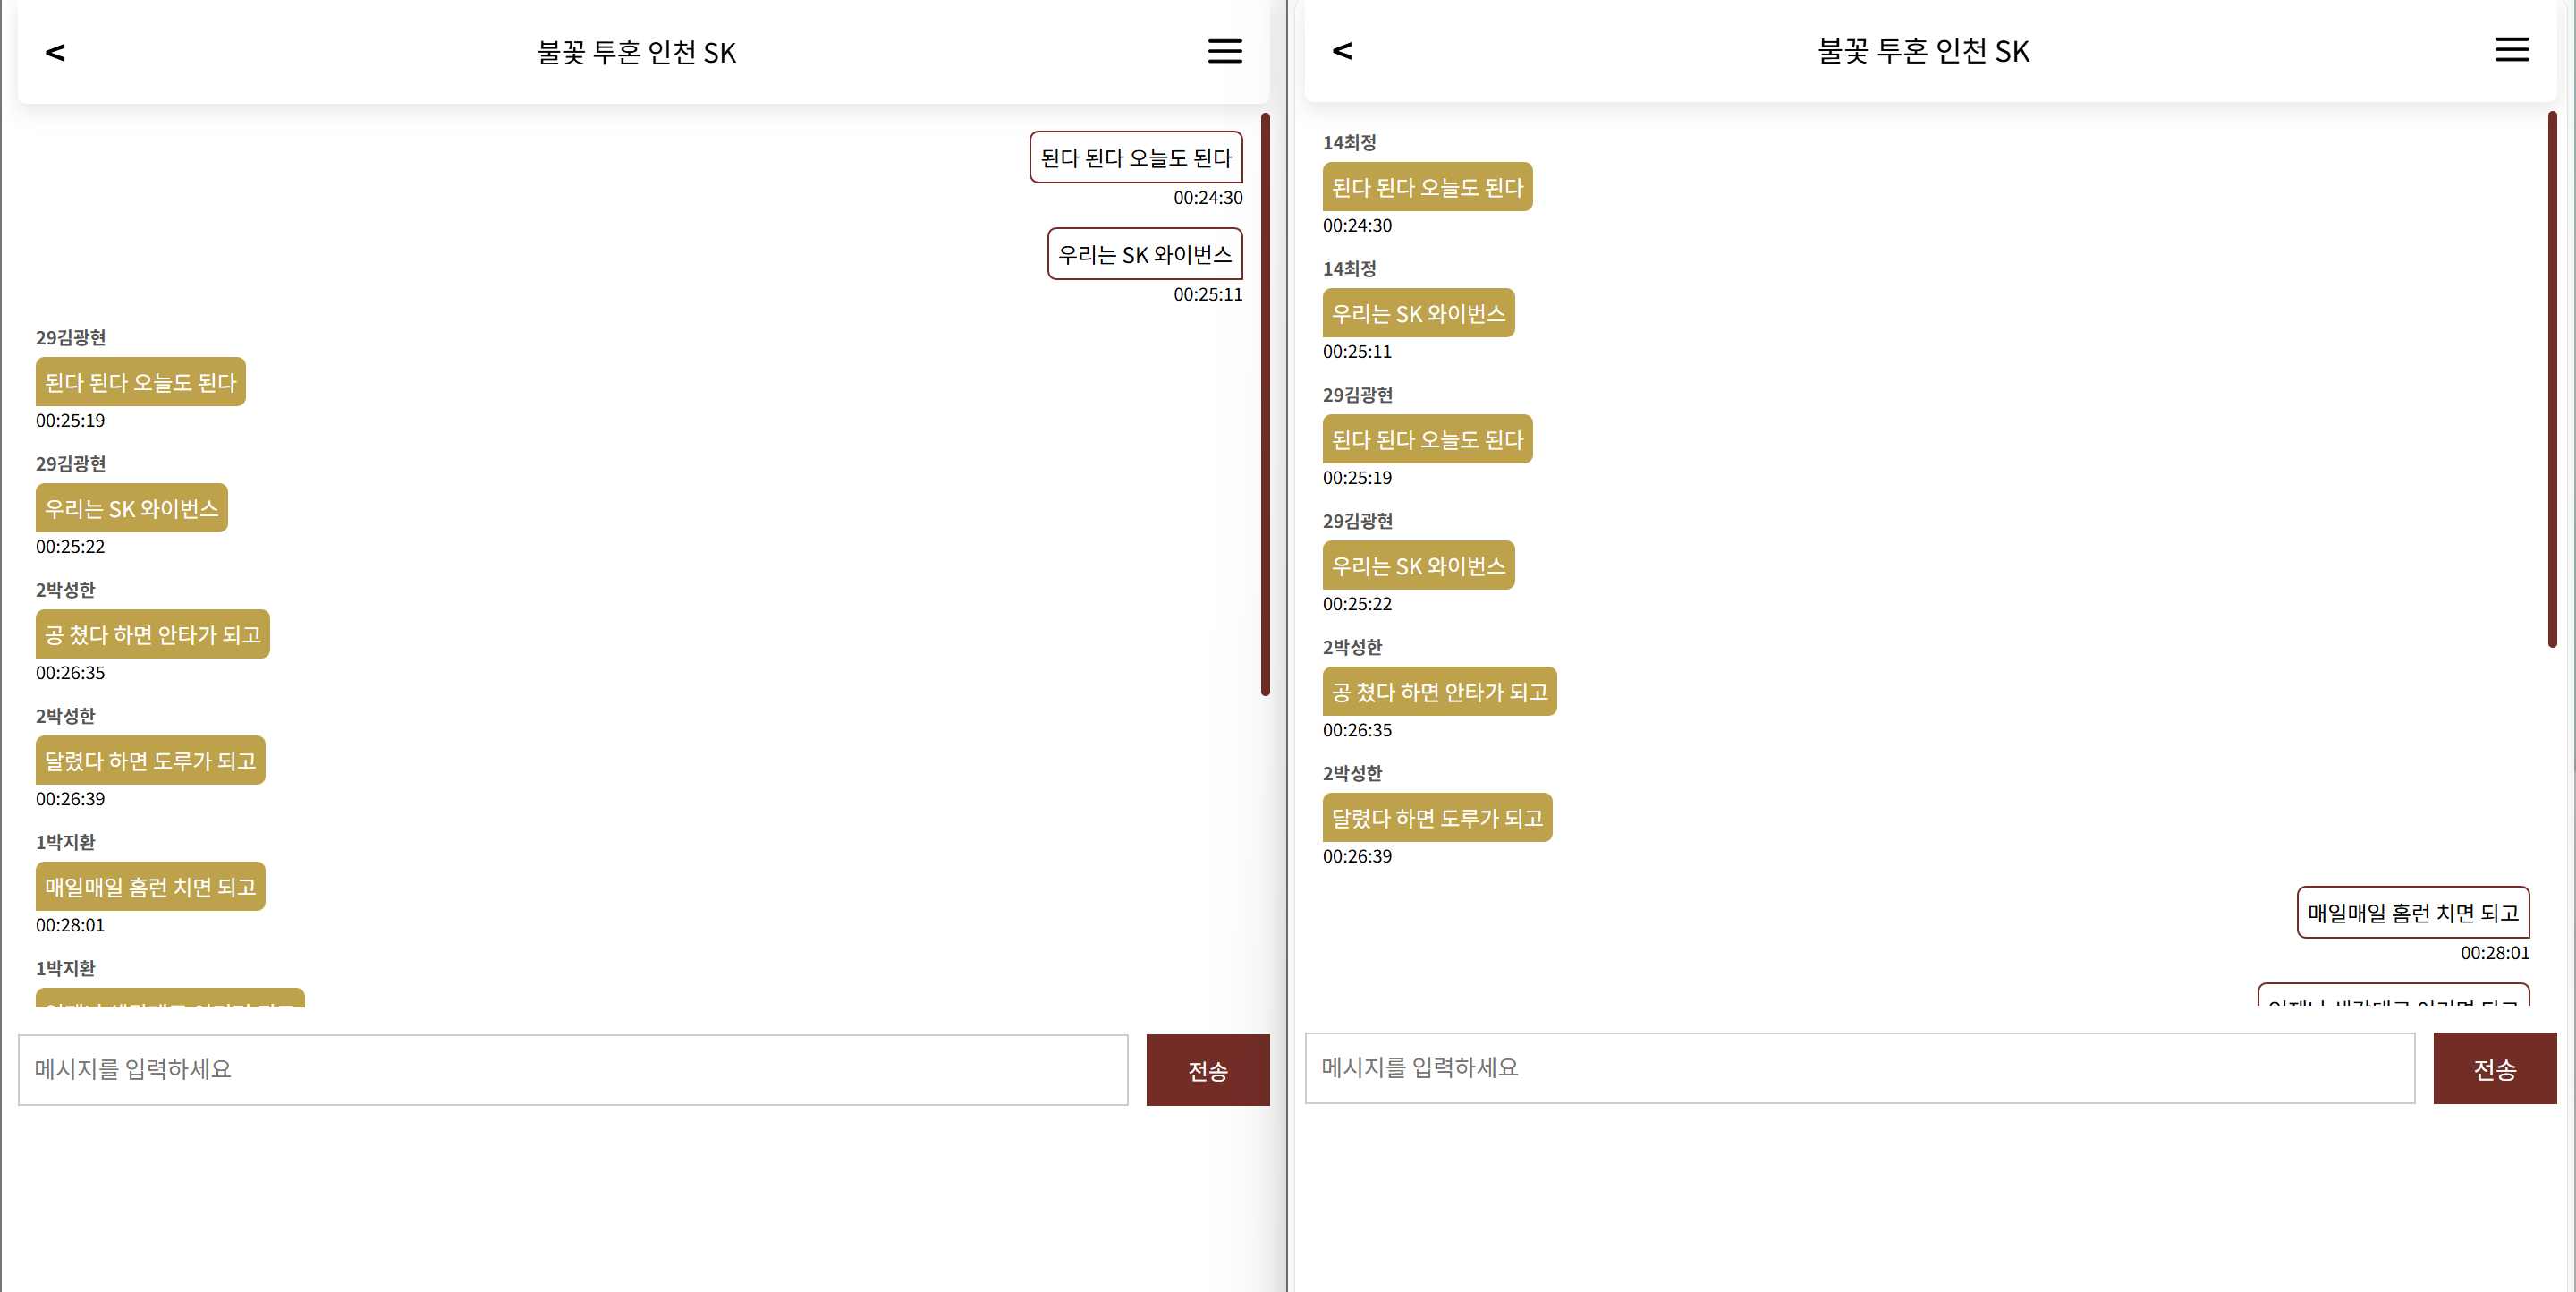 <
불꽃 투혼 인천 SK
된다 된다 오늘도 된다
00:24:30
우리는 SK 와이번스
00:25:11
29김광현
된다 된다 오늘도 된다
00:25:19
29김광현
우리는 SK 와이번스
00:25:22
2박성한
공 쳤다 하면 안타가 되고
00:26:35
2박성한
달렸다 하면 도루가 되고
00:26:39
1박지환
매일매일 홈런 치면 되고
00:28:01
1박지환
메시지를 입력하세요
전송
<
불꽃 투혼 인천 SK
14최정
된다 된다 오늘도 된다
00:24:30
14최정
우리는 SK 와이번스
00:25:11
29김광현
된다 된다 오늘도 된다
00:25:19
29김광현
우리는 SK 와이번스
00:25:22
2박성한
공 쳤다 하면 안타가 되고
00:26:35
2박성한
달렸다 하면 도루가 되고
00:26:39
매일매일 홈런 치면 되고
00:28:01
메시지를 입력하세요
전송